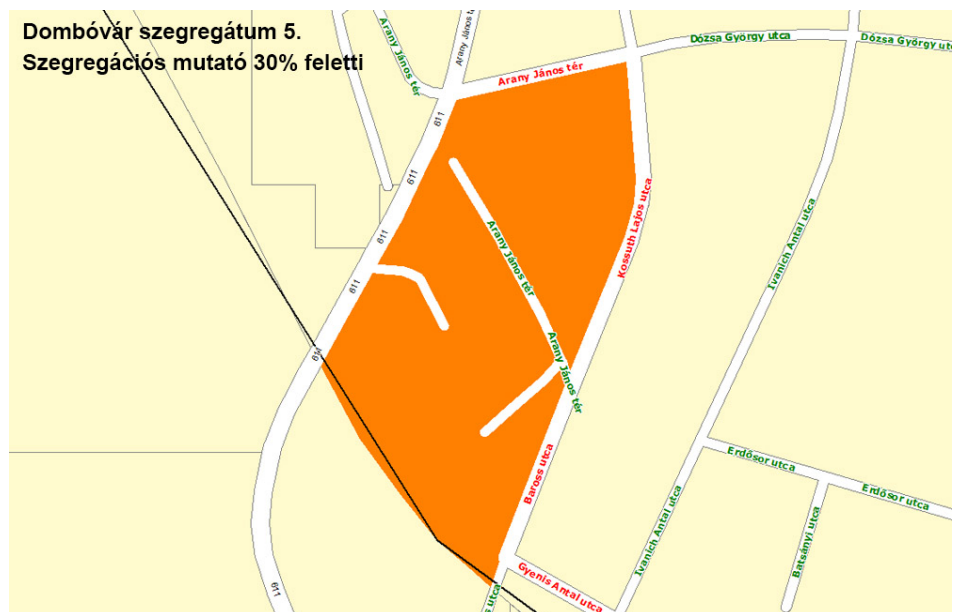 Dombóvár szegregátum 5.
Szegregációs mutató 30% feletti
Arany János tér
Arany János
Dózsa György utca
Dózsa György
Arany János tér
611
611
611
611
611
611
Arany János tér
Arany János tér
Kossuth Lajos utca
Ivanich Antal utca
Baross utca
Erdősor utca
Erdősor utca
Ivanich Antal utca
Batsányi utca
Gyenis Antal utca
utca